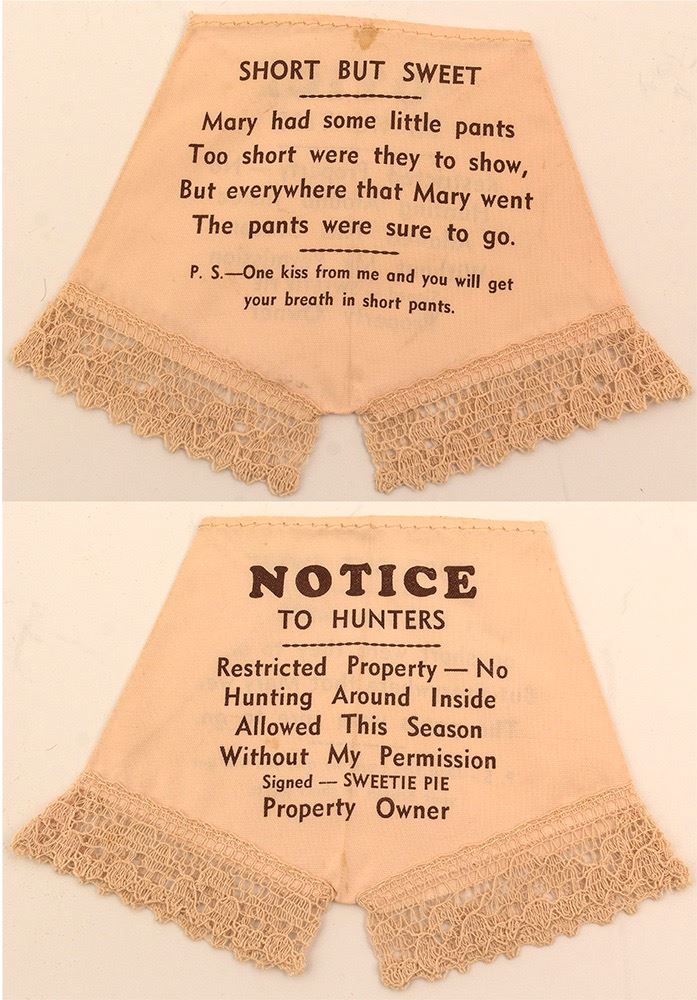 SHORT BUT SWEET
Mary had some little pants
Too short were they to show,
But everywhere that Mary went
The pants were sure to go.
P. S.—One kiss from me and you will get
your breath in short pants.
NOTICE
TO HUNTERS
Restricted Property — No
Hunting Around Inside
Allowed This Season
Without My Permission
Signed — SWEETIE PIE
Property Owner